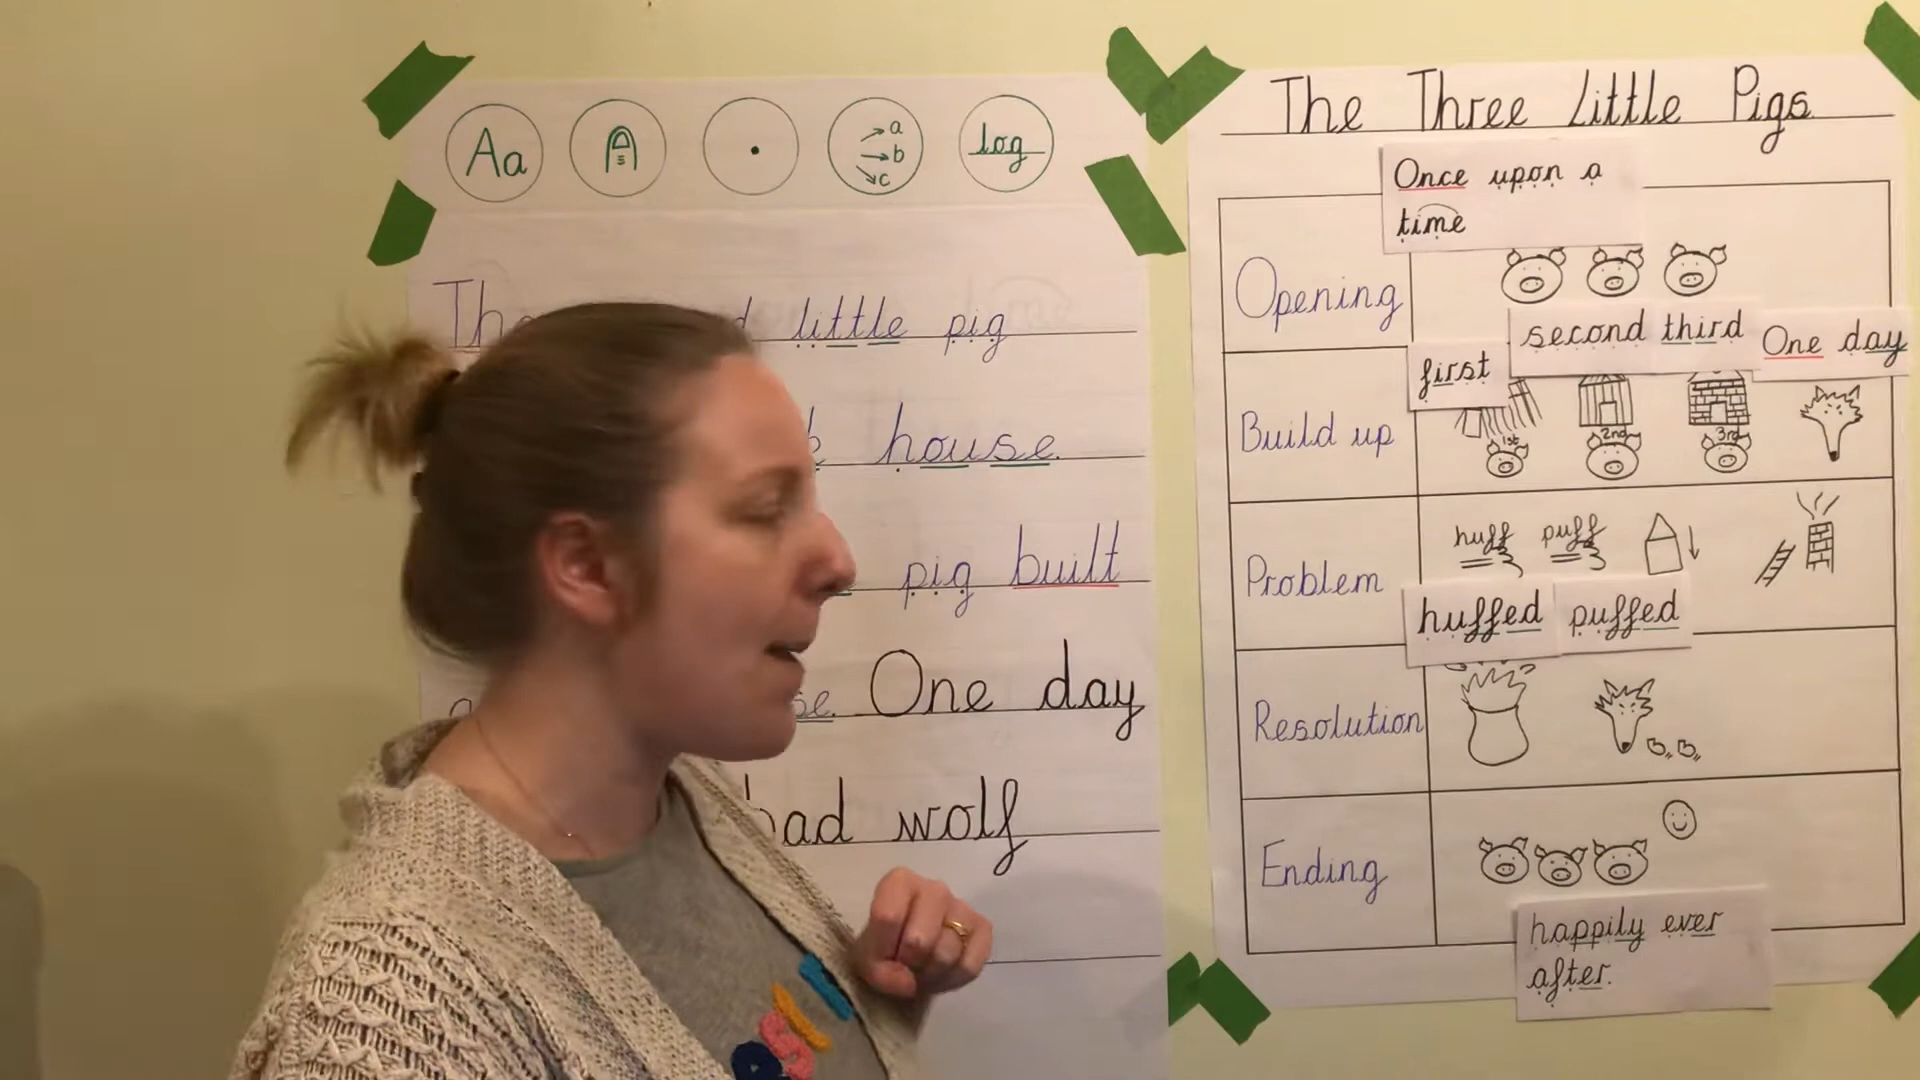 Aa
.
a
b
c
log
little pig
house.
pig built
One day
bad wolf
The Three Little Pigs
Once upon a
time
Opening
first second third One day
Build up
1st 2nd 3rd
Problem
huff puff
huffed puffed
Resolution
Ending
happily ever
after.